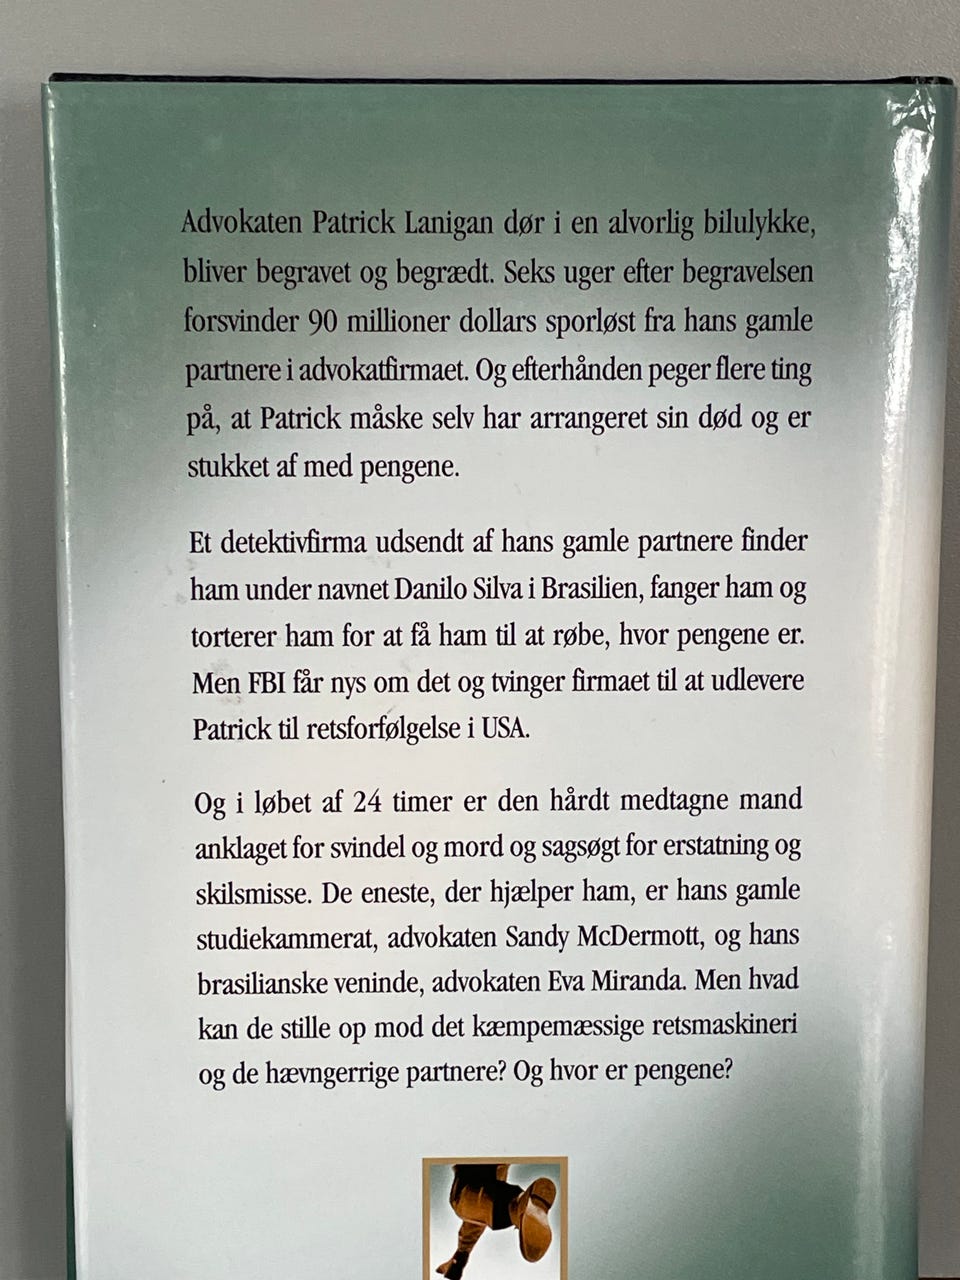 Advokaten Patrick Lanigan dør i en alvorlig bilulykke,
bliver begravet og begrædt. Seks uger efter begravelsen
forsvinder 90 millioner dollars sporløst fra hans gamle
partnere i advokatfirmaet. Og efterhånden peger flere ting
på, at Patrick måske selv har arrangeret sin død og er
stukket af med pengene.
Et detektivfirma udsendt af hans gamle partnere finder
ham under navnet Danilo Silva i Brasilien, fanger ham og
torterer ham for at få ham til at røbe, hvor pengene er.
Men FBI får nys om det og tvinger firmaet til at udlevere
Patrick til retsforfølgelse i USA.
Og i løbet af 24 timer er den hårdt medtagne mand
anklaget for svindel og mord og sagsøgt for erstatning og
skilsmisse. De eneste, der hjælper ham, er hans gamle
studiekammerat, advokaten Sandy McDermott, og hans
brasilianske veninde, advokaten Eva Miranda. Men hvad
kan de stille op mod det kæmpemæssige retsmaskineri
og de hævngerrige partnere? Og hvor er pengene?